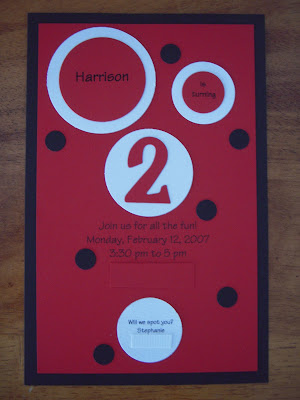 Harrison
is
turning
2
Join us for all the fun!
Monday, February 12, 2007
3:30 pm to 5 pm
Will we spot you?
Stephanie